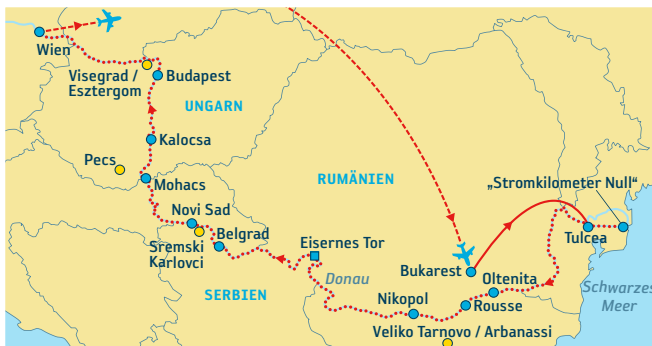 Wien
Visegrad /
Esztergom
Budapest
UNGARN
Kalocsa
Pecs
Mohacs
RUMÄNIEN
„Stromkilometer Null“
Novi Sad
Belgrad
Sremski
Karlovci
Eisernes Tor
Tulcea
Donau
Bukarest
Oltenita
SERBIEN
Schwarzes
Meer
Nikopol
Rousse
Veliko Tarnovo / Arbanassi